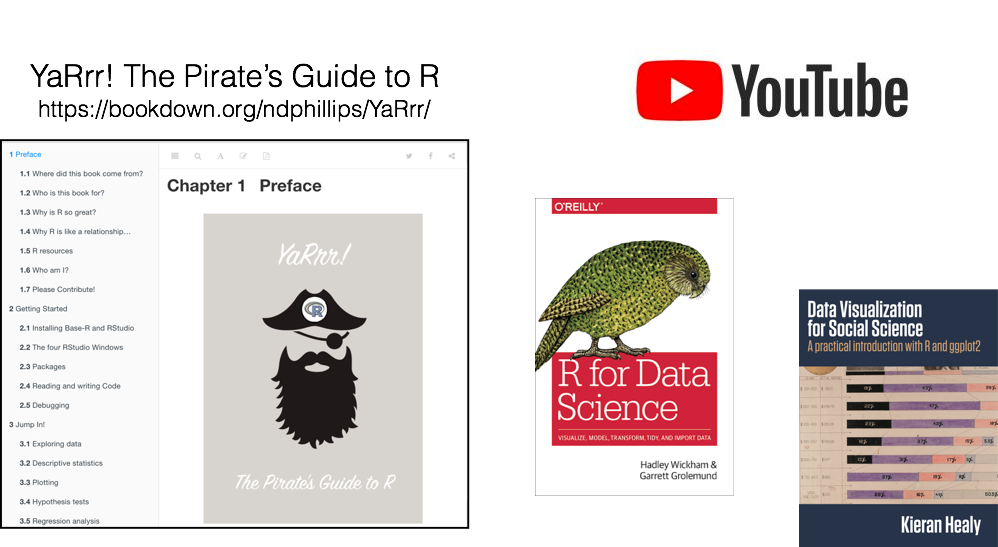 YaRrr! The Pirate's Guide to R
https://bookdown.org/ndphillips/YaRrr/
1 Preface
1.1 Where did this book come from?
1.2 Who is this book for?
1.3 Why is R so great?
1.4 Why R is like a relationship…
1.5 R resources
1.6 Who am I?
1.7 Please Contribute!
2 Getting Started
2.1 Installing Base-R and RStudio
2.2 The four RStudio Windows
2.3 Packages
2.4 Reading and writing Code
2.5 Debugging
3 Jump In!
3.1 Exploring data
3.2 Descriptive statistics
3.3 Plotting
3.4 Hypothesis tests
3.5 Regression analysis
A
Chapter 1 Preface
YaRrr!
R
The Pirate's Guide to R
YouTube
O'REILLY®
R for Data
Science
VISUALIZE, MODEL, TRANSFORM, TIDY, AND IMPORT DATA
Hadley Wickham &
Garrett Grolemund
Data Visualization
for Social Science
A practical introduction with R and ggplot2
Kieran Healy